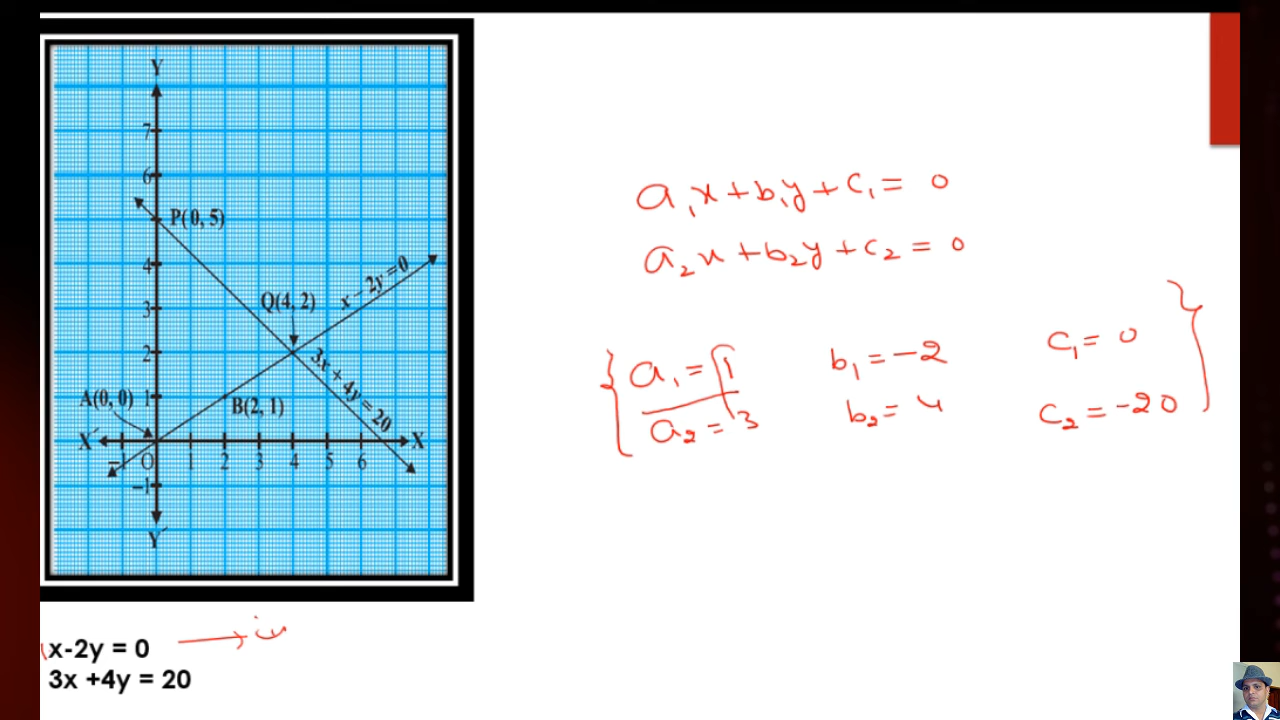 Y
7
6
P(0, 5)
4
x – 2y = 0
Q(4, 2)
3
2
3x + 4y = 20
A(0, 0)
1
B(2, 1)
X′
X
–1 O 1 2 3 4 5 6
–1
Y′
a₁x + b₁y + c₁ = 0
a₂x + b₂y + c₂ = 0
a₁ = 1 b₁ = -2 c₁ = 0
a₂ = 3 b₂ = 4 c₂ = -20
x-2y = 0
3x +4y = 20